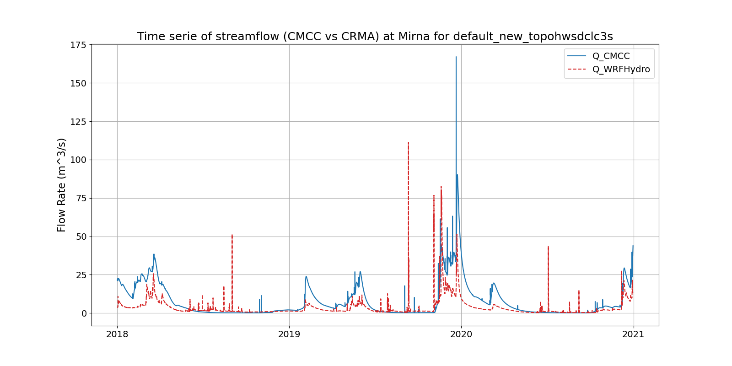 Time serie of streamflow (CMCC vs CRMA) at Mirna for default_new_topohwsdclc3s
Q_CMCC
Q_WRFHydro
Flow Rate (m^3/s)
175
150
125
100
75
50
25
0
2018 2019 2020 2021